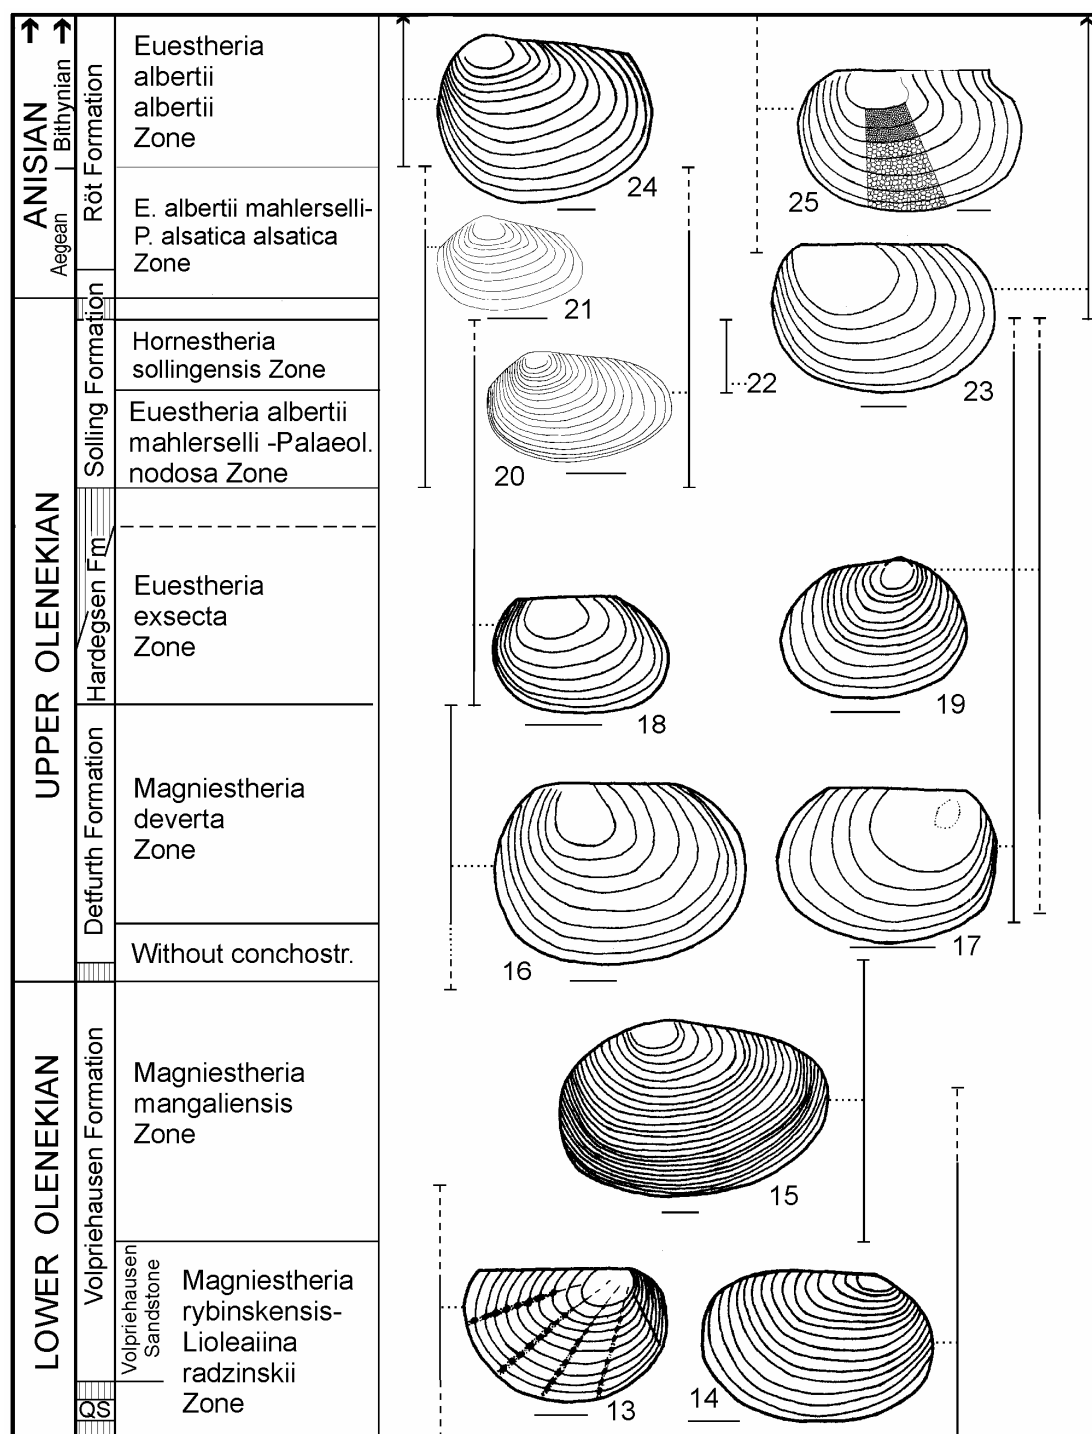 ANISIAN
Bithynian
Aegean
Röt Formation
Euestheria
albertii
albertii
Zone
E. albertii mahlerselli-
P. alsatica alsatica
Zone
24
25
21
23
UPPER OLENEKIAN
Solling Formation
Hornestheria
sollingensis Zone
22
Euestheria albertii
mahlerselli -Palaeol.
nodosa Zone
20
Hardegsen Fm
Euestheria
exsecta
Zone
18
19
Detfurth Formation
Magniestheria
deverta
Zone
Without conchostr.
16
17
LOWER OLENEKIAN
Volpriehausen Formation
Magniestheria
mangaliensis
Zone
15
Volpriehausen
Sandstone
Magniestheria
rybinskensis-
Lioleaiina
radzinskii
Zone
QS
13
14